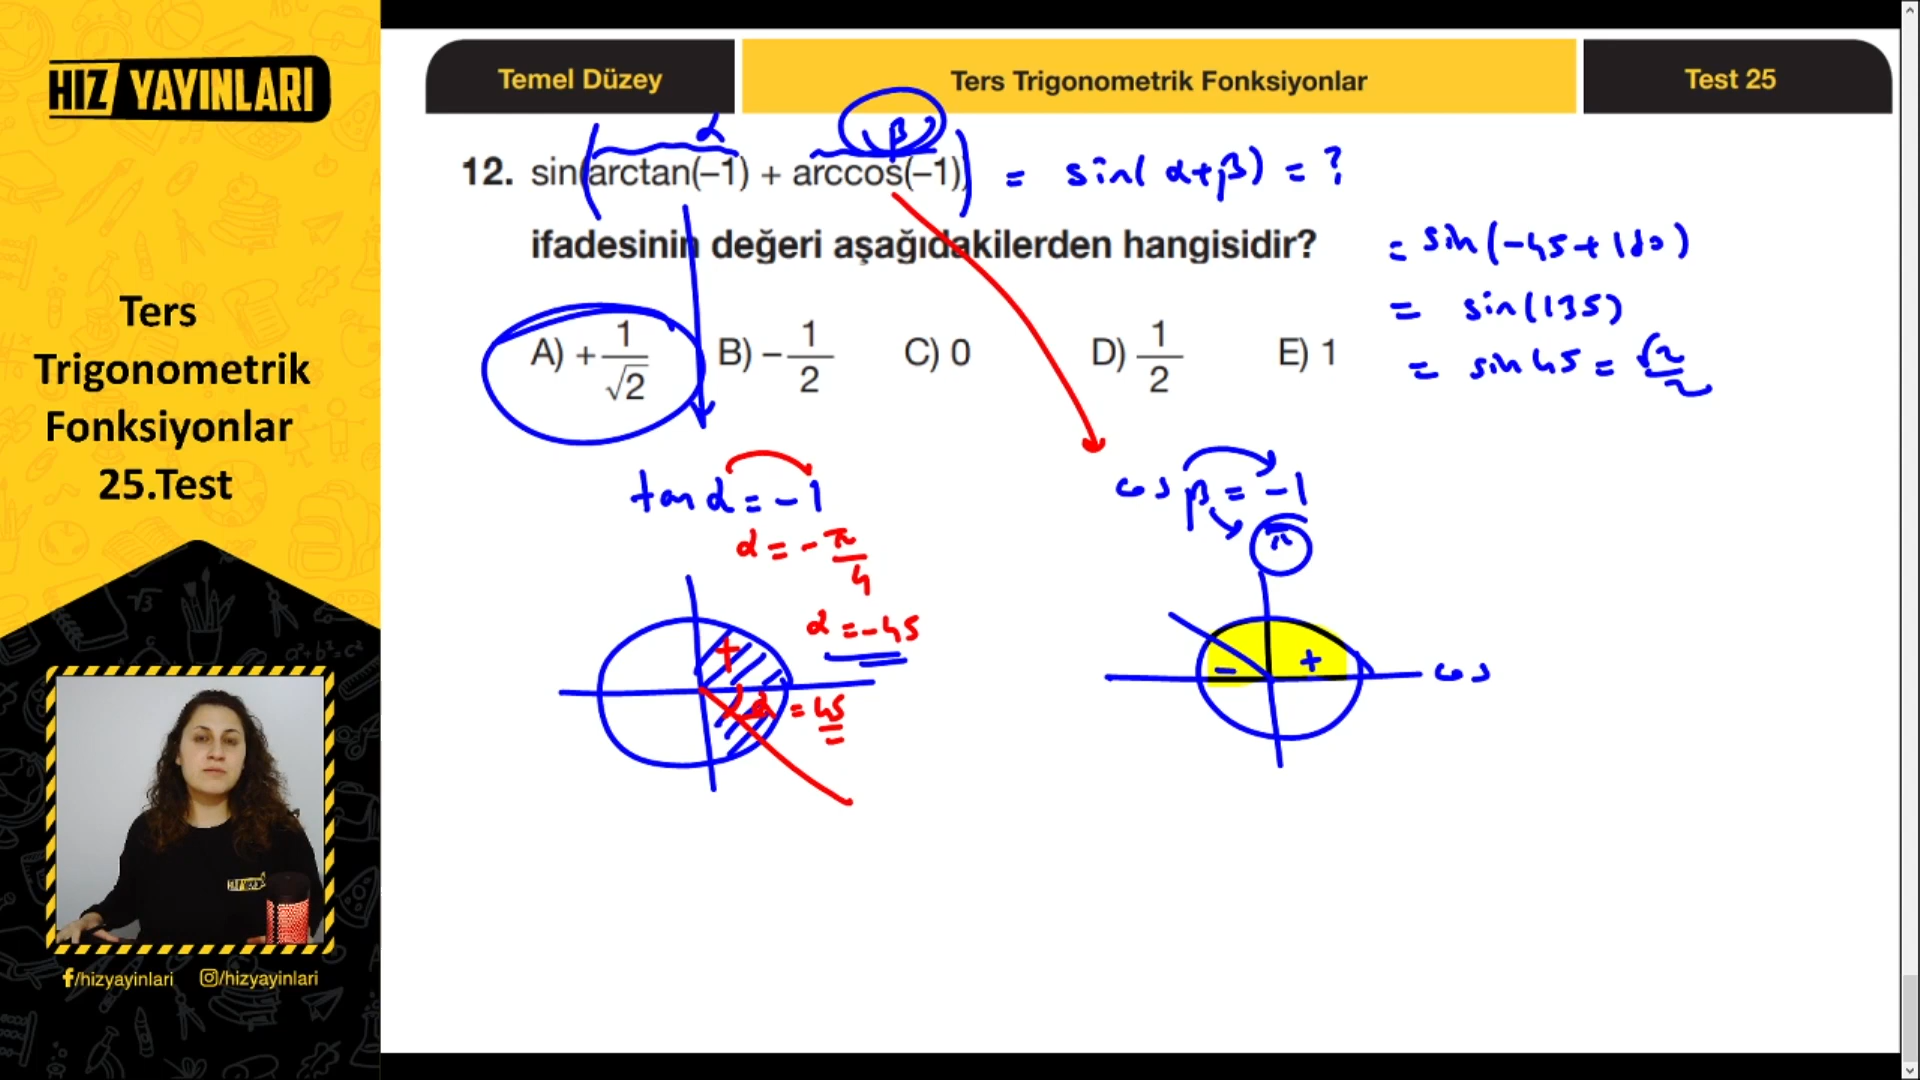 HIZ YAYINLARI
Ters
Trigonometrik
Fonksiyonlar
25.Test
/hizyayinlari /hizyayinlari
Temel Düzey
Ters Trigonometrik Fonksiyonlar
Test 25
α β
12. sin(arctan(−1) + arccos(−1)) = sin(α+β) = ?
ifadesinin değeri aşağıdakilerden hangisidir?
= sin(-45+180)
= sin(135)
= sin45 = √2/2
A) + 1/√2 B) − 1/2 C) 0 D) 1/2 E) 1
tan α = -1
α = -π/4
α = -45
+
α = 45
cos β = -1
π
- + cos